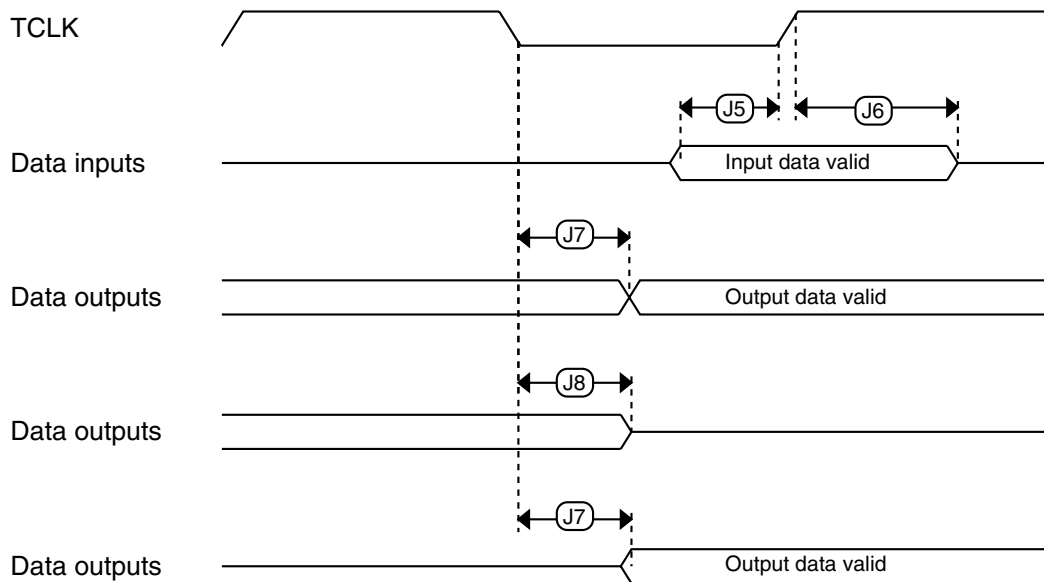 TCLK
J5
J6
Data inputs
Input data valid
J7
Data outputs
Output data valid
J8
Data outputs
J7
Data outputs
Output data valid